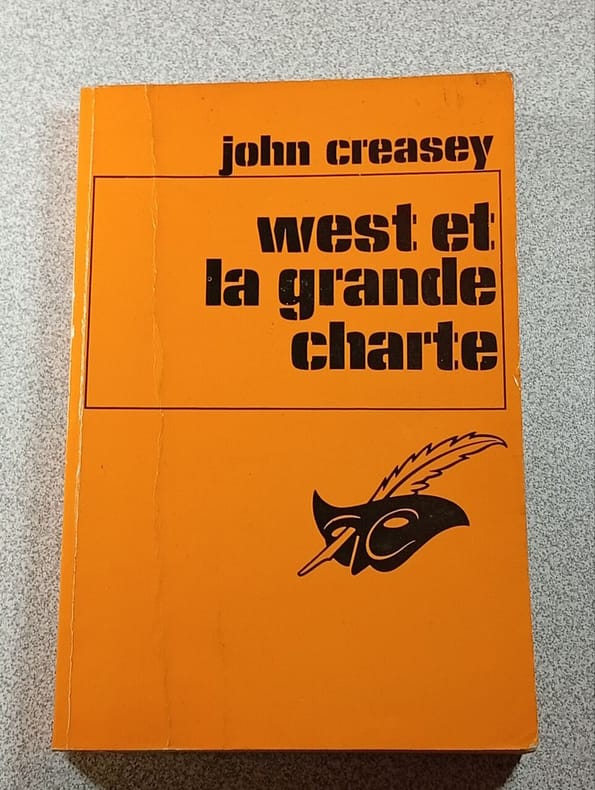 john creasey
west et
la grande
charte